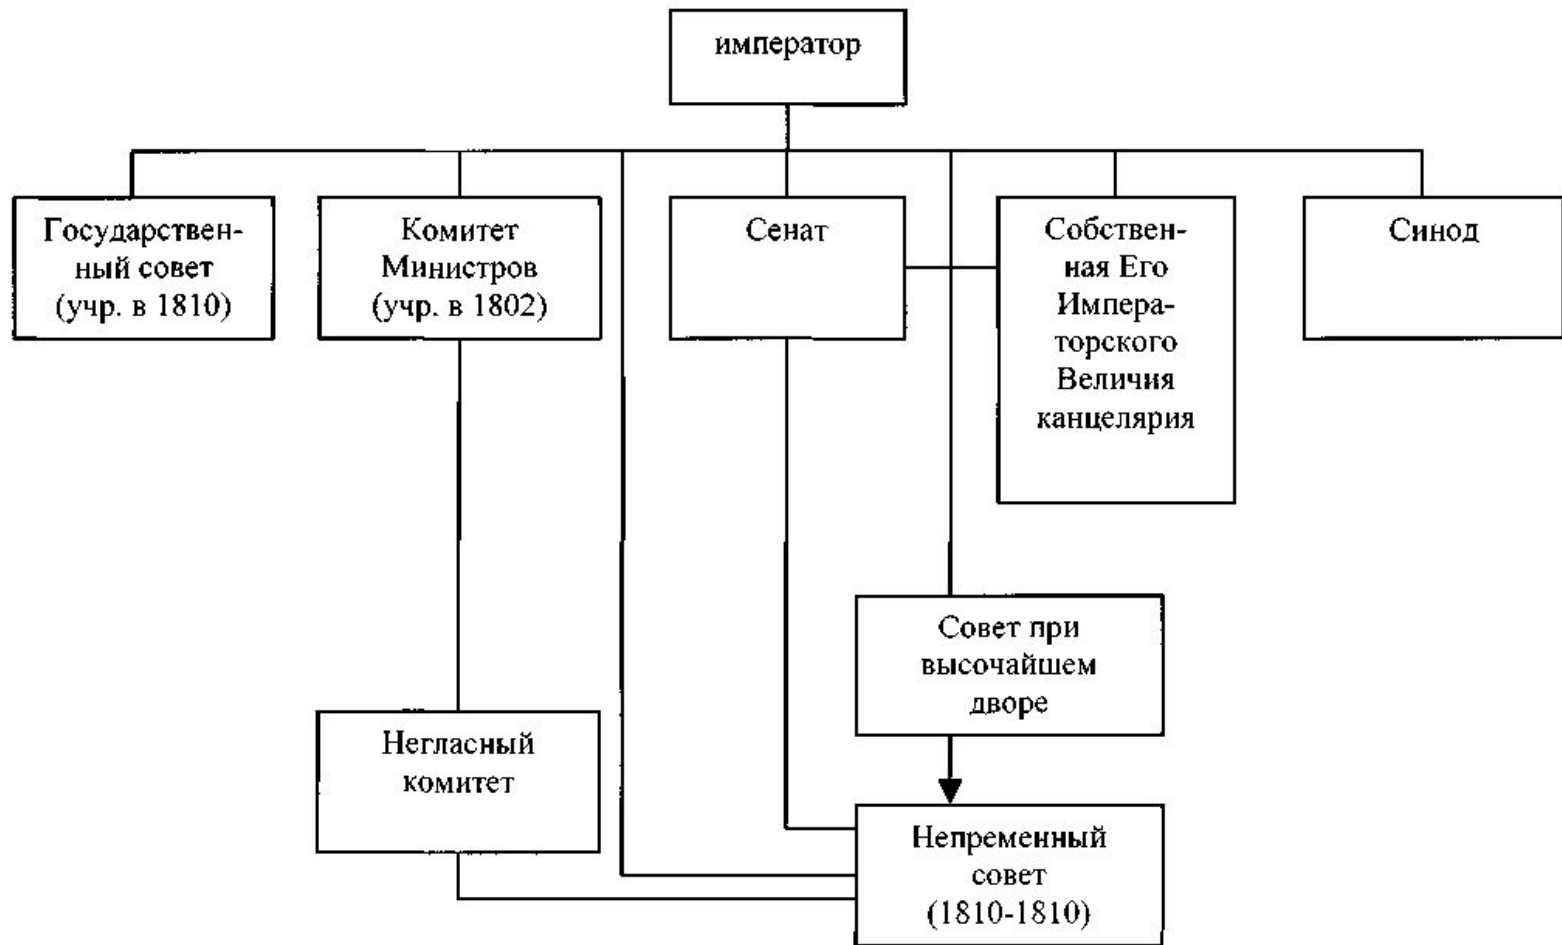 император
Государствен-
ный совет
(учр. в 1810)
Комитет
Министров
(учр. в 1802)
Сенат
Собствен-
ная Его
Импера-
торского
Величия
канцелярия
Синод
Совет при
высочайшем
дворе
Негласный
комитет
Непременный
совет
(1810-1810)